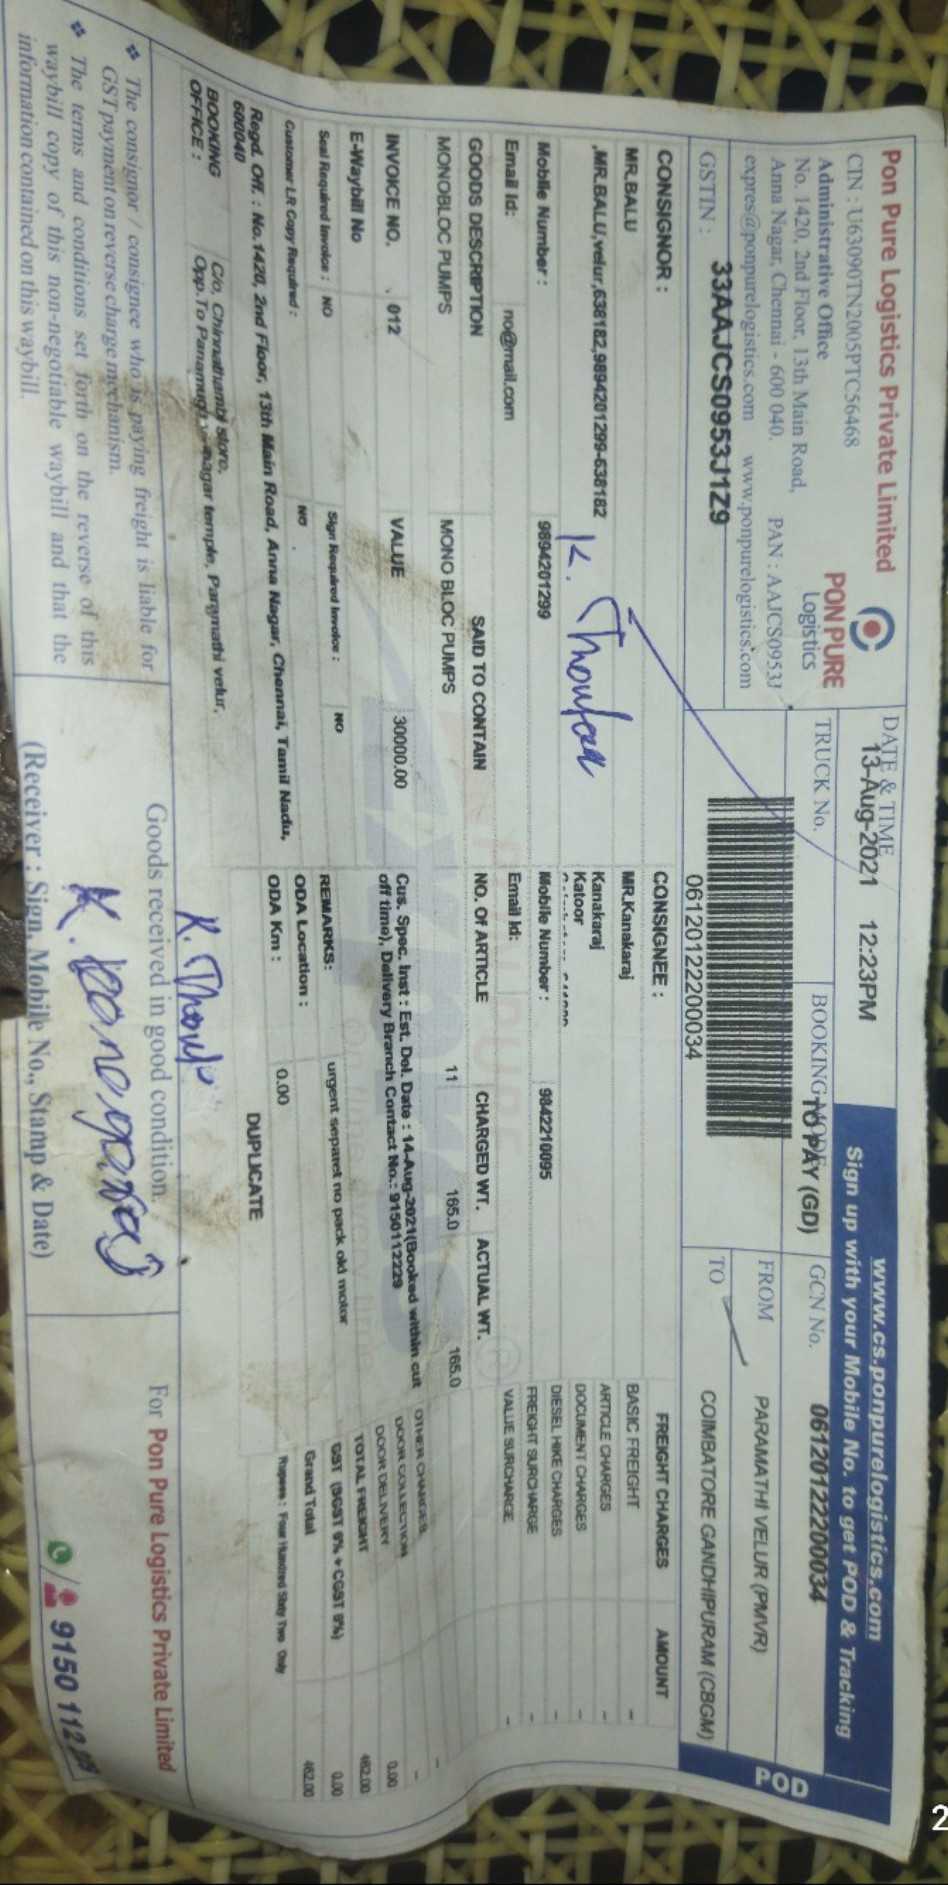 Pon Pure Logistics Private Limited
CIN : U63090TN2005PTC56468
Administrative Office
No. 1420, 2nd Floor, 13th Main Road,
Anna Nagar, Chennai - 600 040. PAN : AAJCS0953J
expres@ponpurelogistics.com www.ponpurelogistics.com
PON PURE
Logistics
GSTIN : 33AAJCS0953J1Z9
DATE & TIME
13-Aug-2021 12:23PM
TRUCK No.
BOOKING MODE
TO PAY (GD)
www.cs.ponpurelogistics.com
Sign up with your Mobile No. to get POD & Tracking
GCN No. 06120122200034
FROM PARAMATHI VELUR (PMVR)
TO COIMBATORE GANDHIPURAM (CBGM)
POD
0612012200034
CONSIGNOR :
MR.BALU
,MR.BALU,velur,638182,9894201299-638182
Mobile Number : 9894201299
Email Id: no@mail.com
K.
CONSIGNEE :
MR.Kanakaraj
Kanakaraj
Katoor
Mobile Number : 9842210095
Email Id:
FREIGHT CHARGES AMOUNT
BASIC FREIGHT -
ARTICLE CHARGES -
DOCUMENT CHARGES -
DIESEL HIKE CHARGES -
FREIGHT SURCHARGE -
VALUE SURCHARGE -
OTHER CHARGES -
DOOR COLLECTION -
DOOR DELIVERY 0.00
TOTAL FREIGHT 462.00
GST (SGST 0% + CGST 0%) 0.00
Grand Total 462.00
Rupees : Four Hundred Sixty Two Only
GOODS DESCRIPTION SAID TO CONTAIN NO. Of ARTICLE CHARGED WT. ACTUAL WT.
MONOBLOC PUMPS MONO BLOC PUMPS 11 165.0 165.0
INVOICE NO. 012 VALUE 30000.00
Cus. Spec. Inst : Est. Del. Date : 14-Aug-2021(Booked within cut
off time), Delivery Branch Contact No.: 9150112229
E-Waybill No
Seal Required Invoice : NO Sign Required Invoice : NO
REMARKS: urgent separet no pack old motor
Customer LR Copy Required : NO
ODA Location :
ODA Km : 0.00
Regd. Off. : No.1420, 2nd Floor, 13th Main Road, Anna Nagar, Chennai, Tamil Nadu,
600040
DUPLICATE
BOOKING OFFICE : C/o, Chinnathambi store,
Opp.To nagar temple, Parmathi velur,
❖ The consignor / consignee who is paying freight is liable for
GST payment on reverse charge mechanism.
❖ The terms and conditions set forth on the reverse of this
waybill copy of this non-negotiable waybill and that the
information contained on this waybill.
K.
Goods received in good condition.
K.
(Receiver : Sign, Mobile No., Stamp & Date)
For Pon Pure Logistics Private Limited
9150 112
2